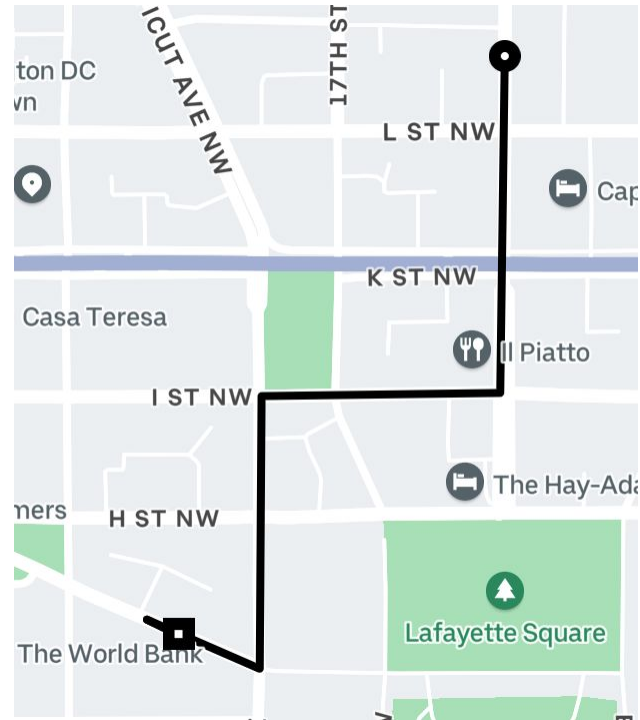 ICUT AVE NW
17TH ST
ton DC
wn
L ST NW
Cap
K ST NW
Casa Teresa
Il Piatto
I ST NW
The Hay-Ada
mers
H ST NW
Lafayette Square
The World Bank